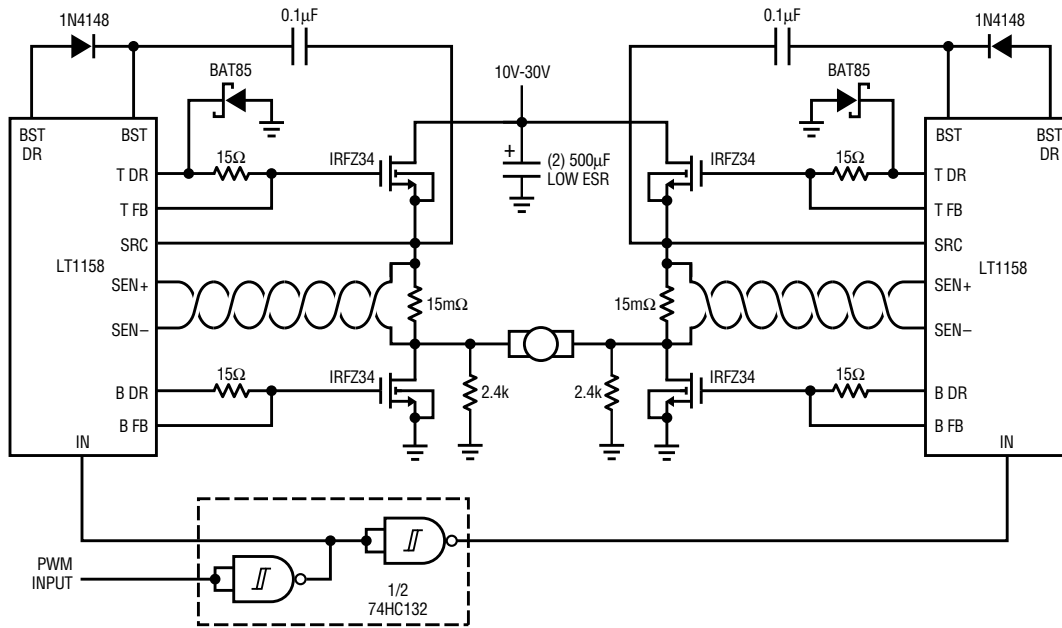 1N4148
0.1µF
0.1µF
1N4148
BAT85
10V-30V
BAT85
BST
DR
BST
BST
BST
DR
15Ω
IRFZ34
+
(2) 500µF
LOW ESR
IRFZ34
15Ω
T DR
T DR
T FB
T FB
SRC
SRC
LT1158
LT1158
SEN+
SEN+
15mΩ
15mΩ
SEN–
SEN–
15Ω
IRFZ34
IRFZ34
15Ω
B DR
2.4k
2.4k
B DR
B FB
B FB
IN
IN
PWM
INPUT
1/2
74HC132